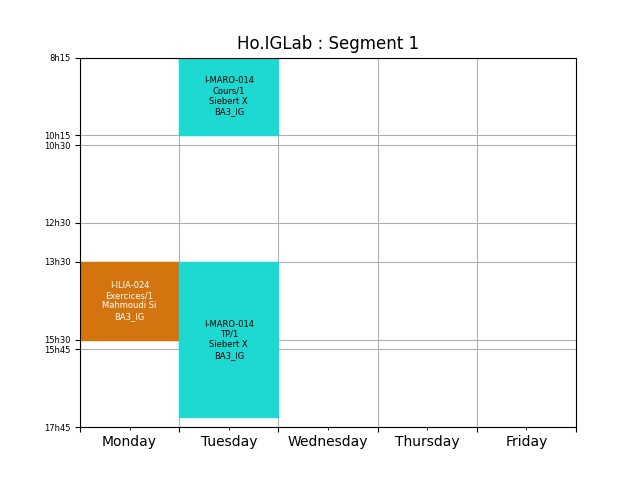 Ho.IGLab : Segment 1
8h15
I-MARO-014
Cours/1
Siebert X
BA3_IG
10h15
10h30
12h30
13h30
I-ILIA-024
Exercices/1
Mahmoudi Si
BA3_IG
I-MARO-014
TP/1
Siebert X
BA3_IG
15h30
15h45
17h45
Monday Tuesday Wednesday Thursday Friday